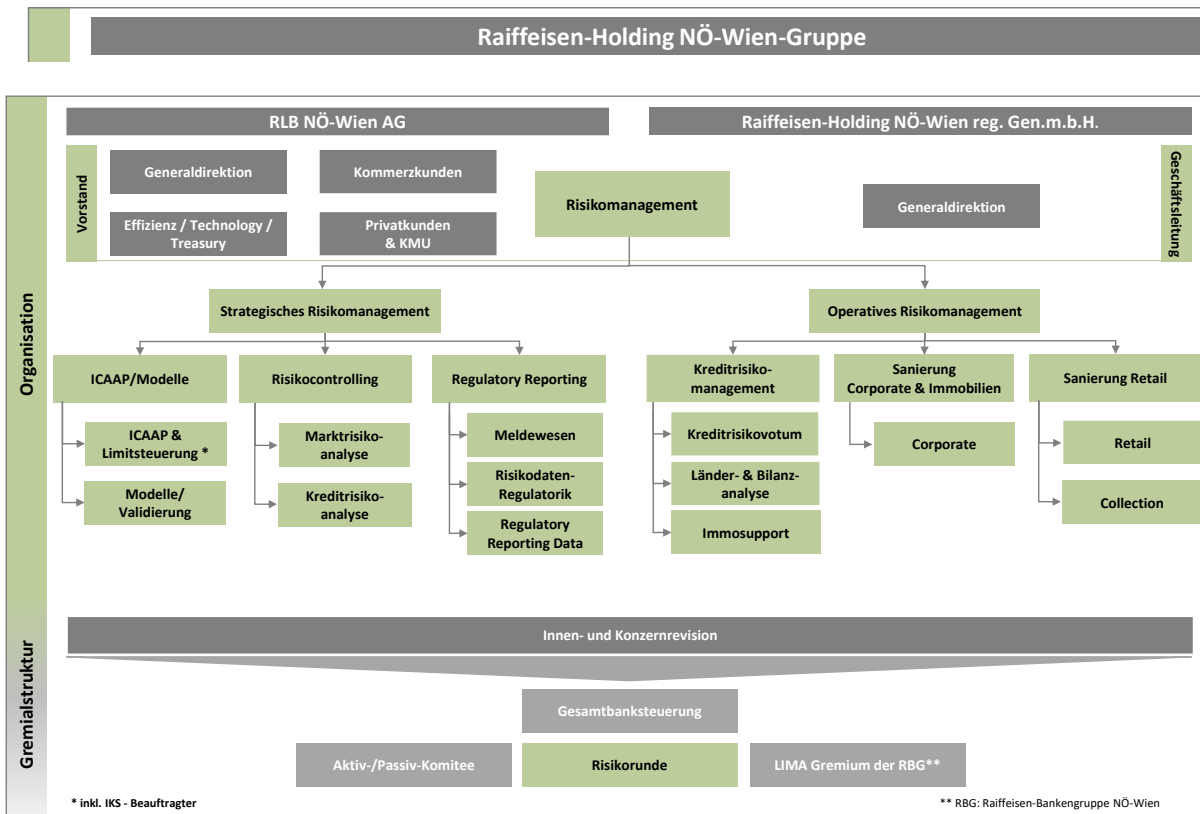 Raiffeisen-Holding NÖ-Wien-Gruppe
RLB NÖ-Wien AG
Raiffeisen-Holding NÖ-Wien reg. Gen.m.b.H.
Organisation
Vorstand
Generaldirektion
Kommerzkunden
Effizienz / Technology /
Treasury
Privatkunden
& KMU
Risikomanagement
Generaldirektion
Geschäftsleitung
Strategisches Risikomanagement
Operatives Risikomanagement
ICAAP/Modelle
Risikocontrolling
Regulatory Reporting
Kreditrisiko-
management
Sanierung
Corporate & Immobilien
Sanierung Retail
ICAAP &
Limitsteuerung *
Modelle/
Validierung
Marktrisiko-
analyse
Kreditrisiko-
analyse
Meldewesen
Risikodaten-
Regulatorik
Regulatory
Reporting Data
Kreditrisikovotum
Länder- & Bilanz-
analyse
Immosupport
Corporate
Retail
Collection
Gremialstruktur
Innen- und Konzernrevision
Gesamtbanksteuerung
Aktiv-/Passiv-Komitee
Risikorunde
LIMA Gremium der RBG**
* inkl. IKS - Beauftragter
** RBG: Raiffeisen-Bankengruppe NÖ-Wien